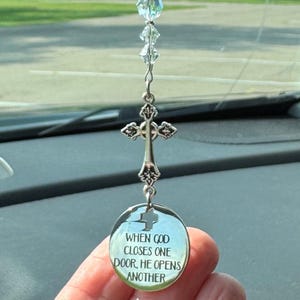 WHEN GOD
CLOSES ONE
DOOR, HE OPENS
ANOTHER